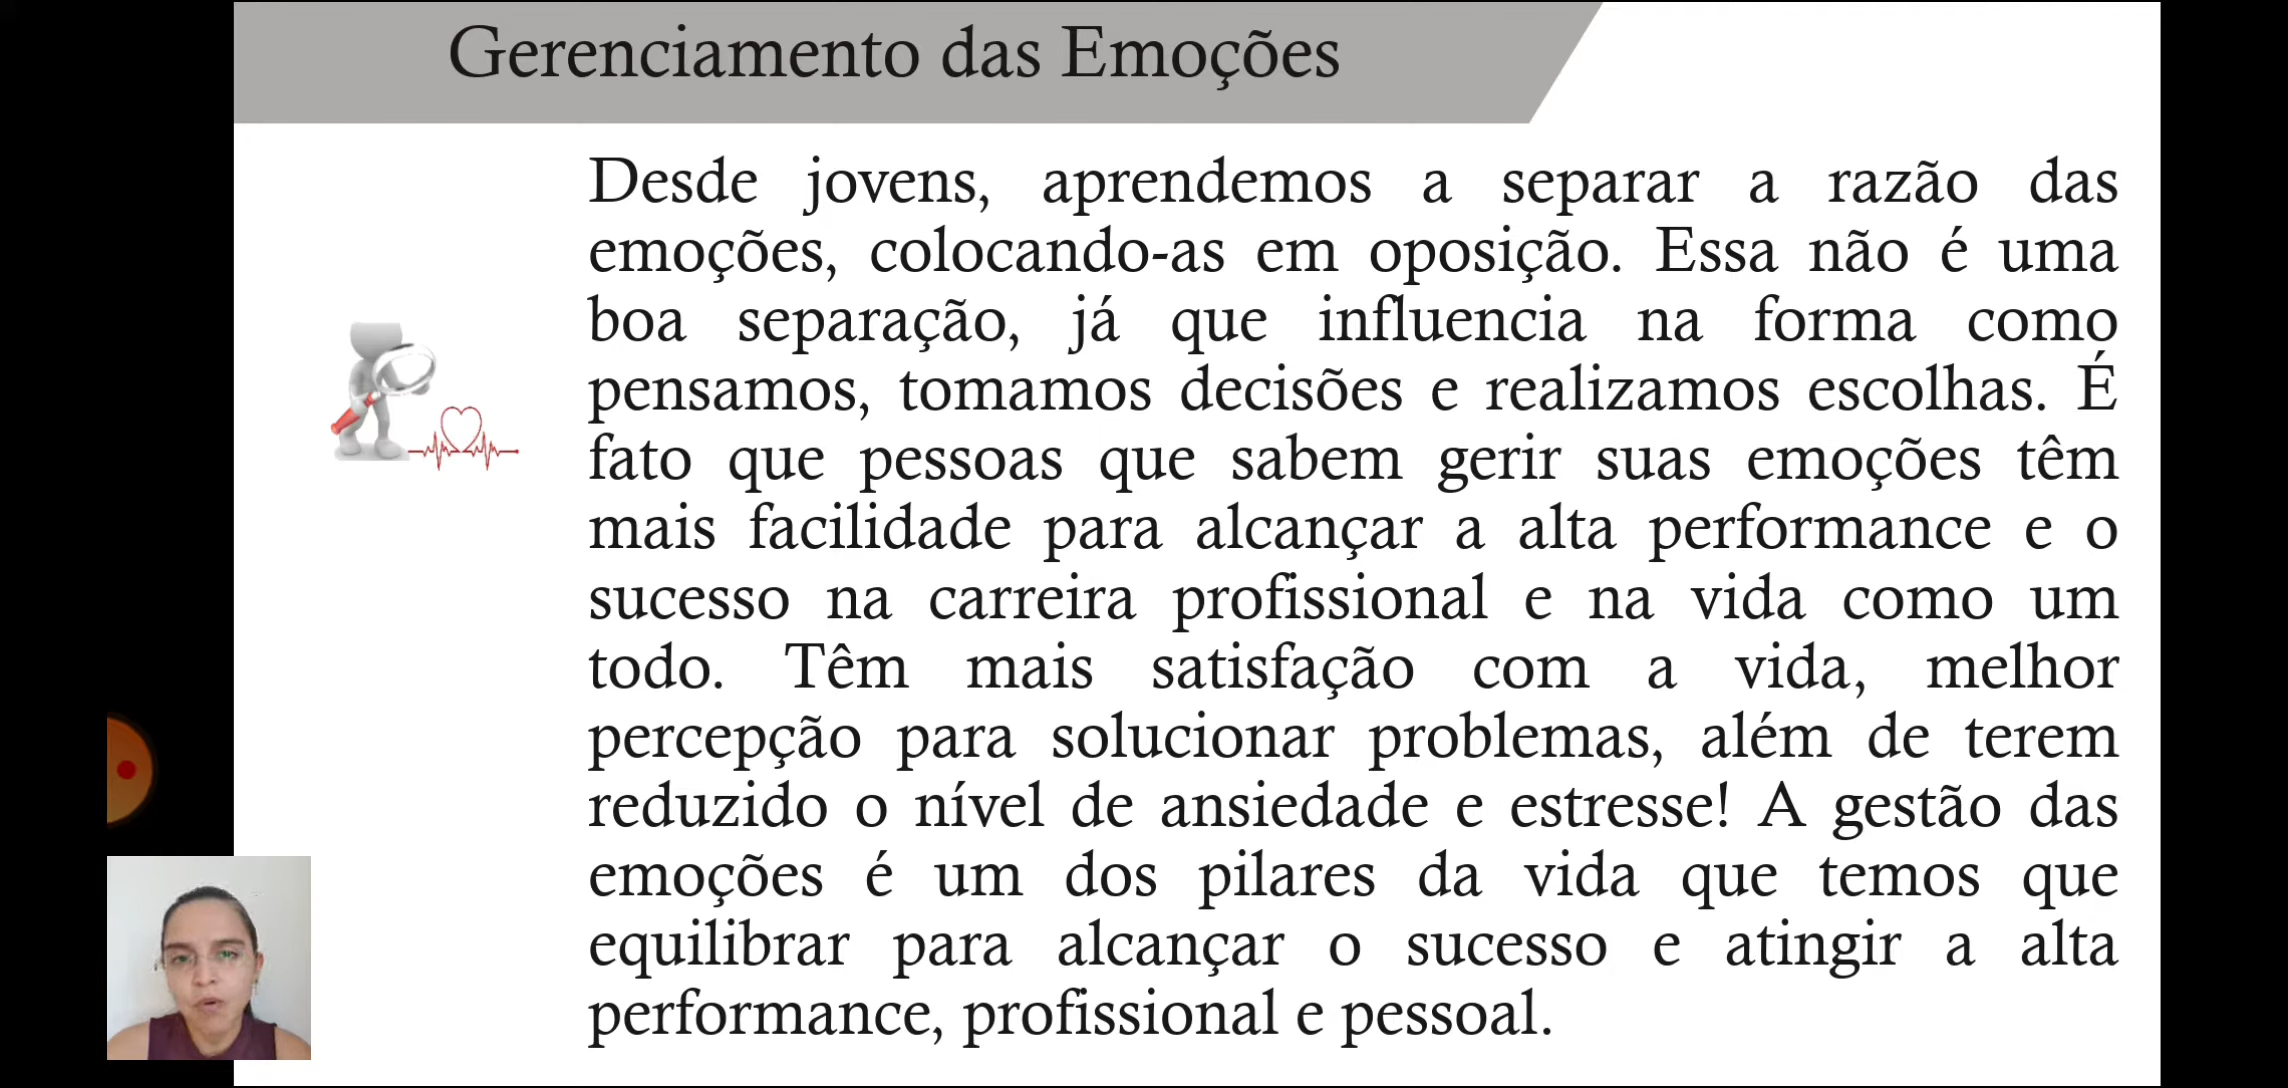 Gerenciamento das Emoções
Desde jovens, aprendemos a separar a razão das
emoções, colocando-as em oposição. Essa não é uma
boa separação, já que influencia na forma como
pensamos, tomamos decisões e realizamos escolhas. É
fato que pessoas que sabem gerir suas emoções têm
mais facilidade para alcançar a alta performance e o
sucesso na carreira profissional e na vida como um
todo. Têm mais satisfação com a vida, melhor
percepção para solucionar problemas, além de terem
reduzido o nível de ansiedade e estresse! A gestão das
emoções é um dos pilares da vida que temos que
equilibrar para alcançar o sucesso e atingir a alta
performance, profissional e pessoal.